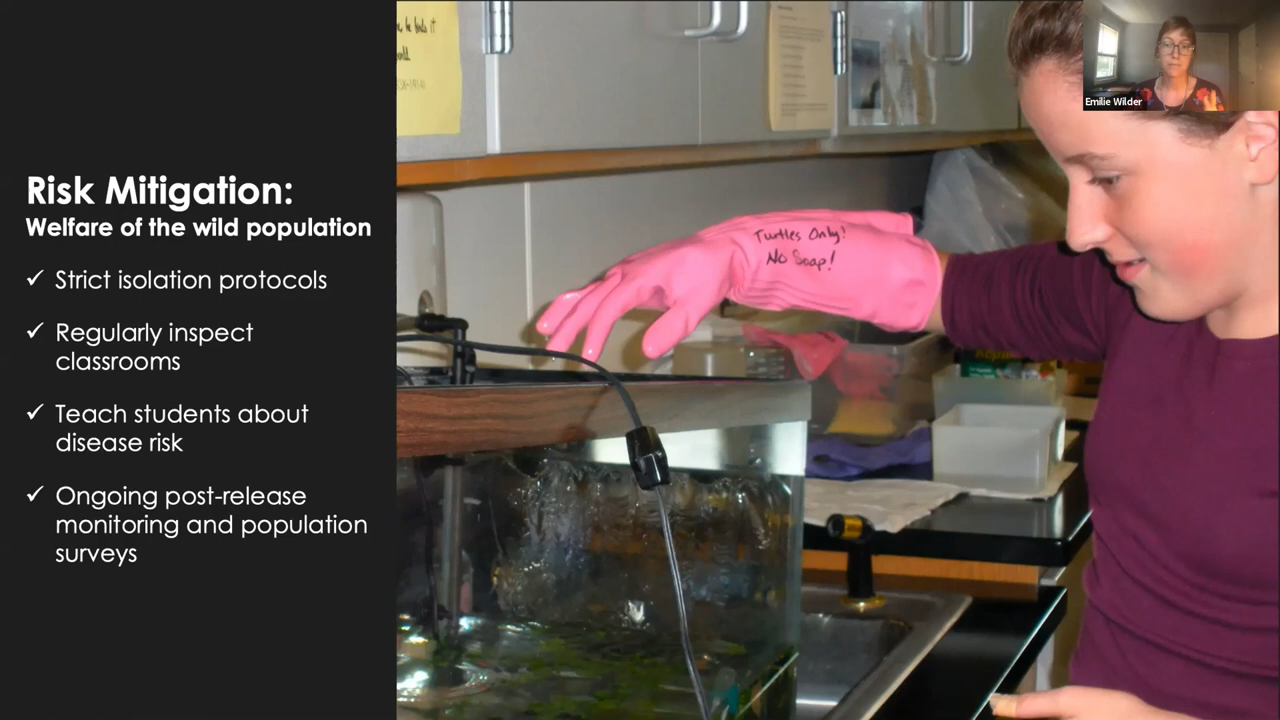 Risk Mitigation:
Welfare of the wild population
✓ Strict isolation protocols
✓ Regularly inspect
classrooms
✓ Teach students about
disease risk
✓ Ongoing post-release
monitoring and population
surveys
Turtles Only!
No Soap!
Emilie Wilder